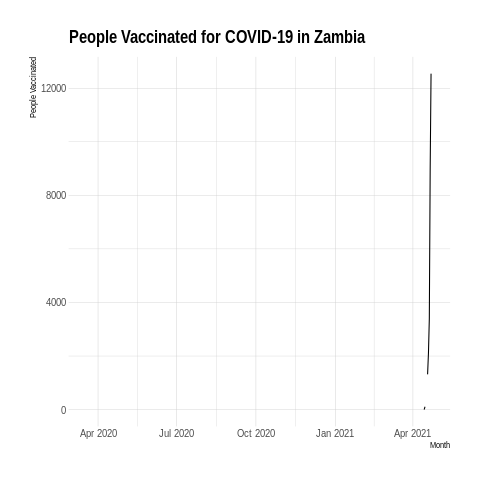 People Vaccinated for COVID-19 in Zambia
People Vaccinated
12000
8000
4000
0
Apr 2020 Jul 2020 Oct 2020 Jan 2021 Apr 2021
Month